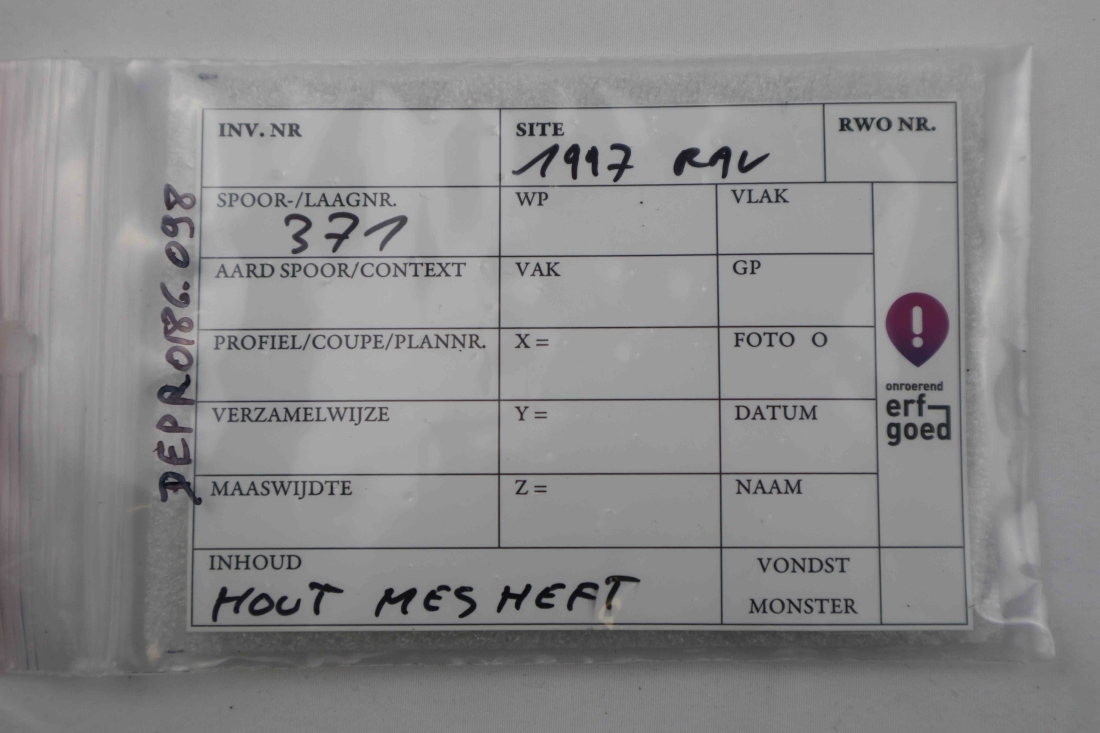 INV. NR
SITE
1997 RAV
RWO NR.
SPOOR-/LAAGNR.
371
WP
VLAK
AARD SPOOR/CONTEXT
VAK
GP
PROFIEL/COUPE/PLANNR.
X =
FOTO O
VERZAMELWIJZE
Y =
DATUM
MAASWIJDTE
Z =
NAAM
INHOUD
HOUT MES HEFT
VONDST
MONSTER
onroerend
erf
goed
DEPRO186.098